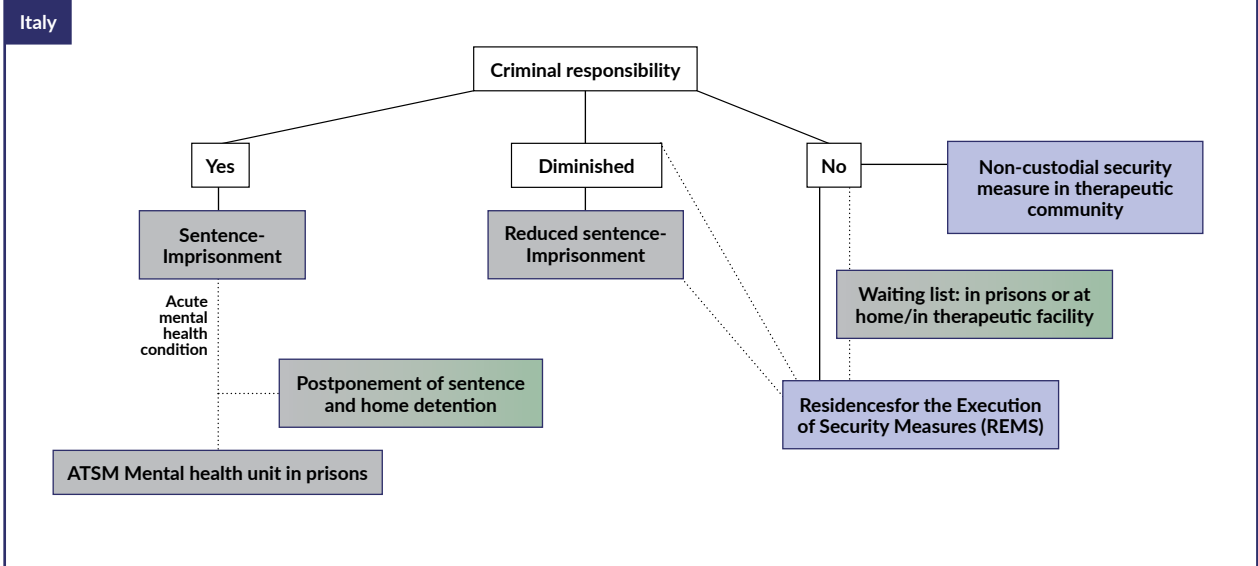 Italy
Criminal responsibility
Yes
Diminished
No
Non-custodial security
measure in therapeutic
community
Sentence-
Imprisonment
Reduced sentence-
Imprisonment
Acute
mental
health
condition
Waiting list: in prisons or at
home/in therapeutic facility
Postponement of sentence
and home detention
Residencesfor the Execution
of Security Measures (REMS)
ATSM Mental health unit in prisons